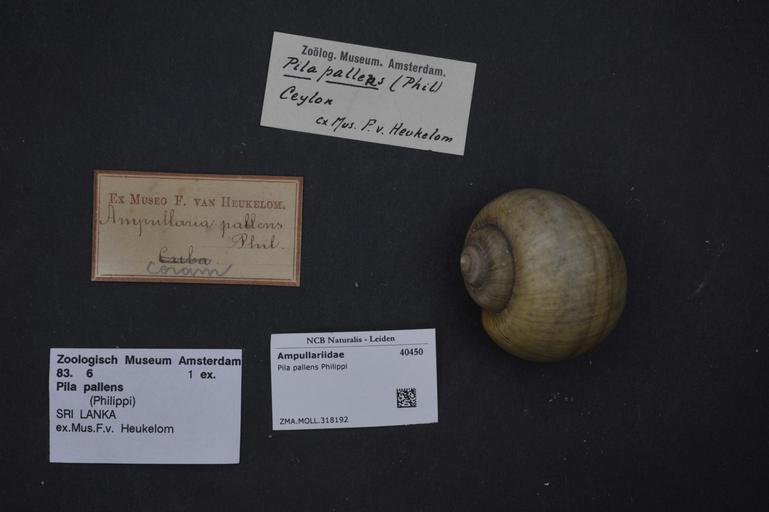 Zoölog. Museum. Amsterdam.
Pila pallens (Phil)
Ceylon
ex Mus. F. v. Heukelom
Ex Museo F. van Heukelom.
Ampullaria pallens
Phil.
Cuba.
Zoologisch Museum Amsterdam
83. 6 1 ex.
Pila pallens
(Philippi)
SRI LANKA
ex.Mus.F.v. Heukelom
NCB Naturalis - Leiden
Ampullariidae 40450
Pila pallens Philippi
ZMA.MOLL.318192